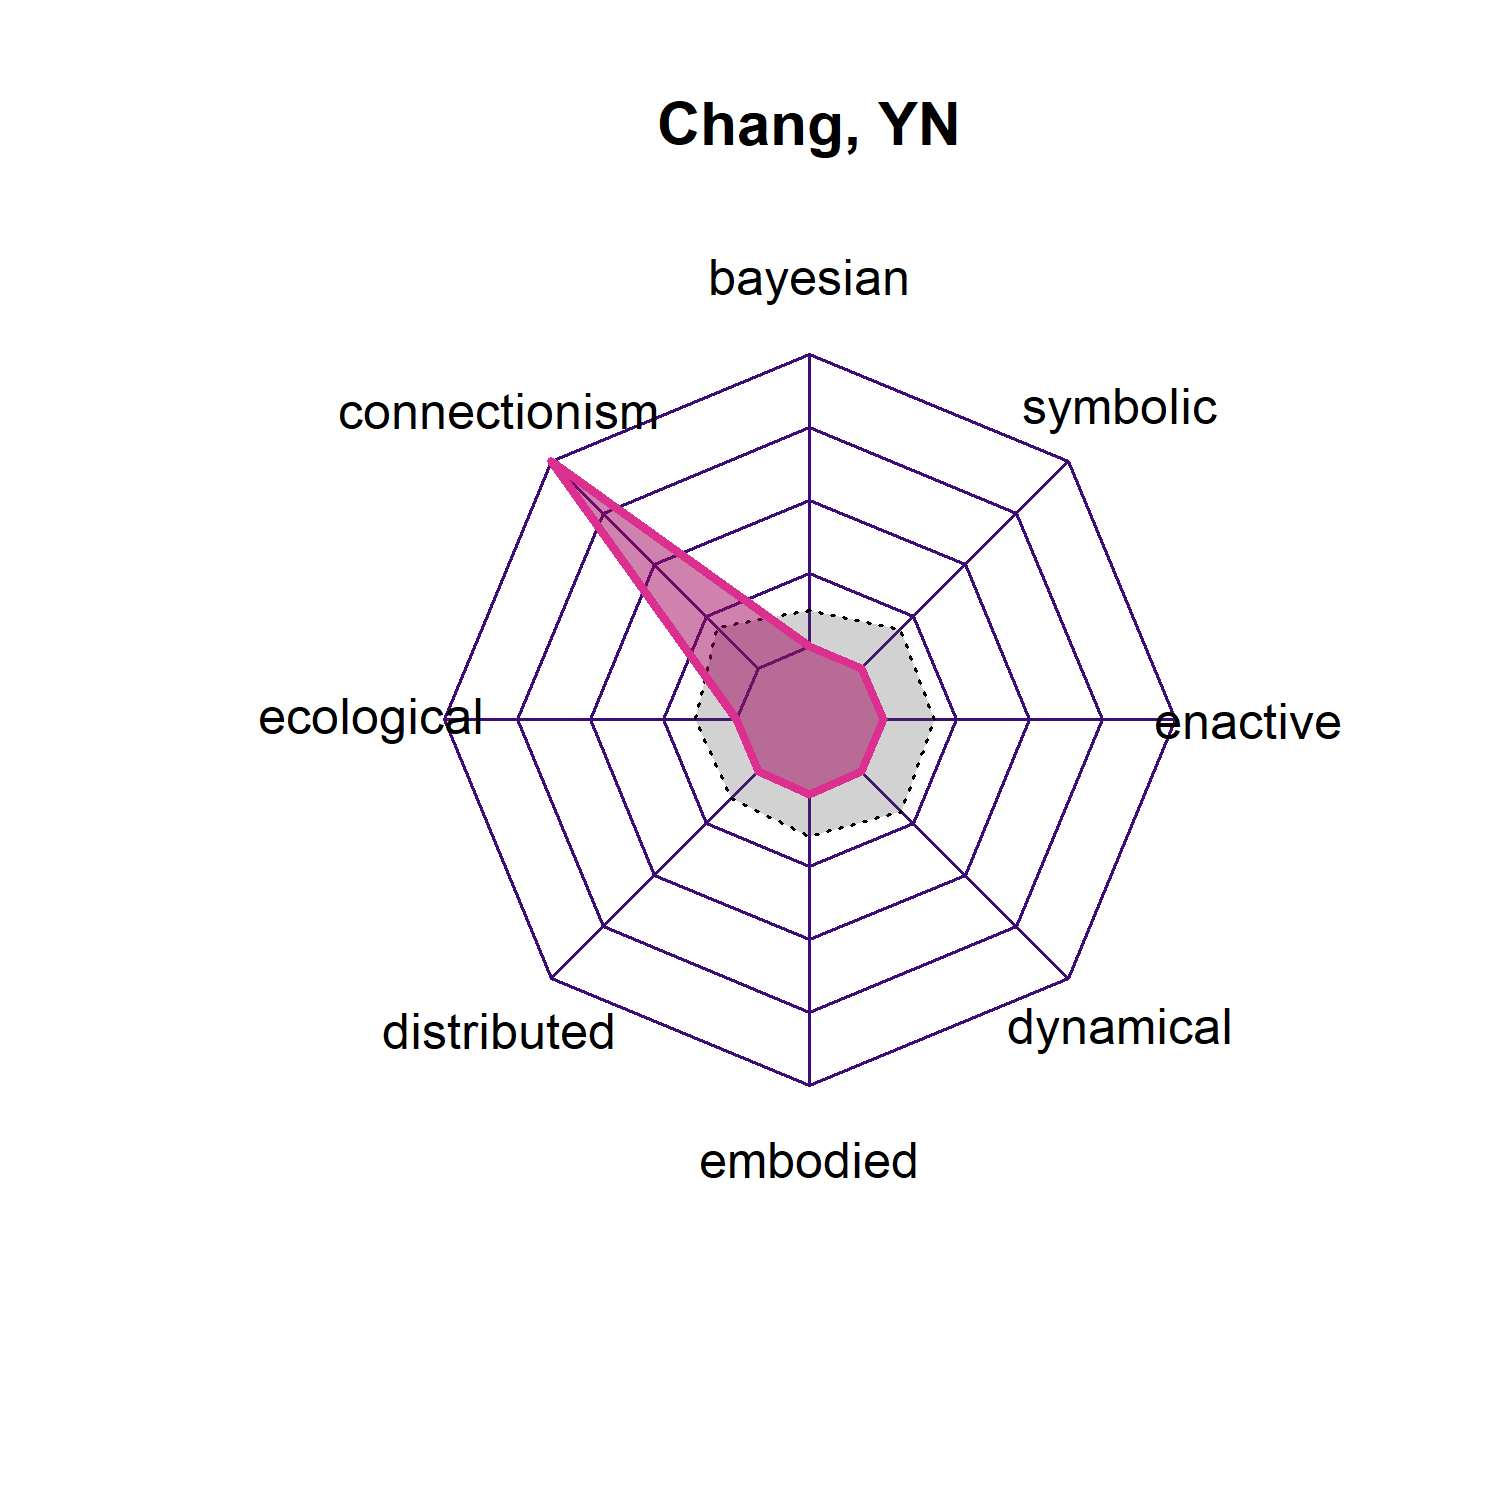 Chang, YN
bayesian
symbolic
connectionism
ecological
enactive
distributed
dynamical
embodied